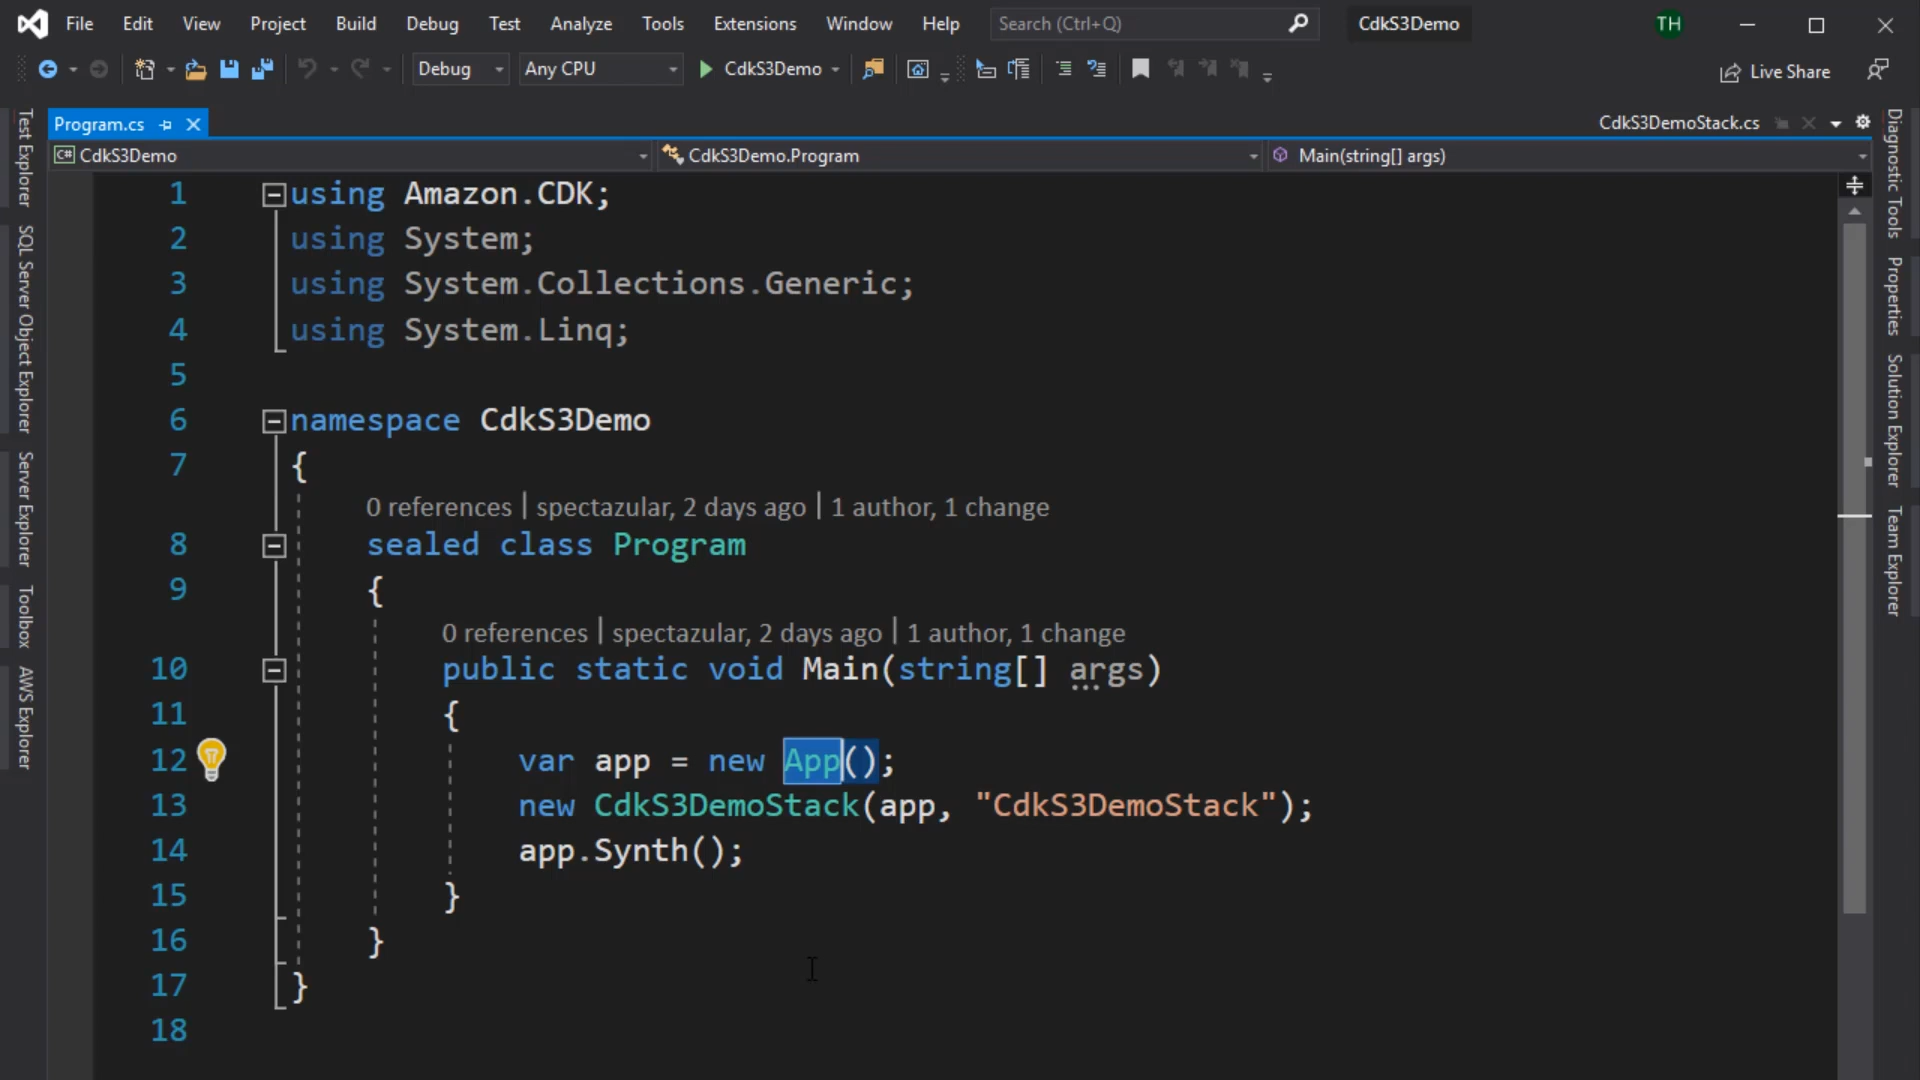 File Edit View Project Build Debug Test Analyze Tools Extensions Window Help Search (Ctrl+Q) CdkS3Demo TH
Debug Any CPU CdkS3Demo Live Share
Program.cs CdkS3DemoStack.cs
C# CdkS3Demo CdkS3Demo.Program Main(string[] args)
Test Explorer
SQL Server Object Explorer
Server Explorer
Toolbox
AWS Explorer
1 using Amazon.CDK;
2 using System;
3 using System.Collections.Generic;
4 using System.Linq;
5
6 namespace CdkS3Demo
7 {
0 references | spectazular, 2 days ago | 1 author, 1 change
8 sealed class Program
9 {
0 references | spectazular, 2 days ago | 1 author, 1 change
10 public static void Main(string[] args)
11 {
12 var app = new App();
13 new CdkS3DemoStack(app, "CdkS3DemoStack");
14 app.Synth();
15 }
16 }
17 }
18
Diagnostic Tools
Properties
Solution Explorer
Team Explorer